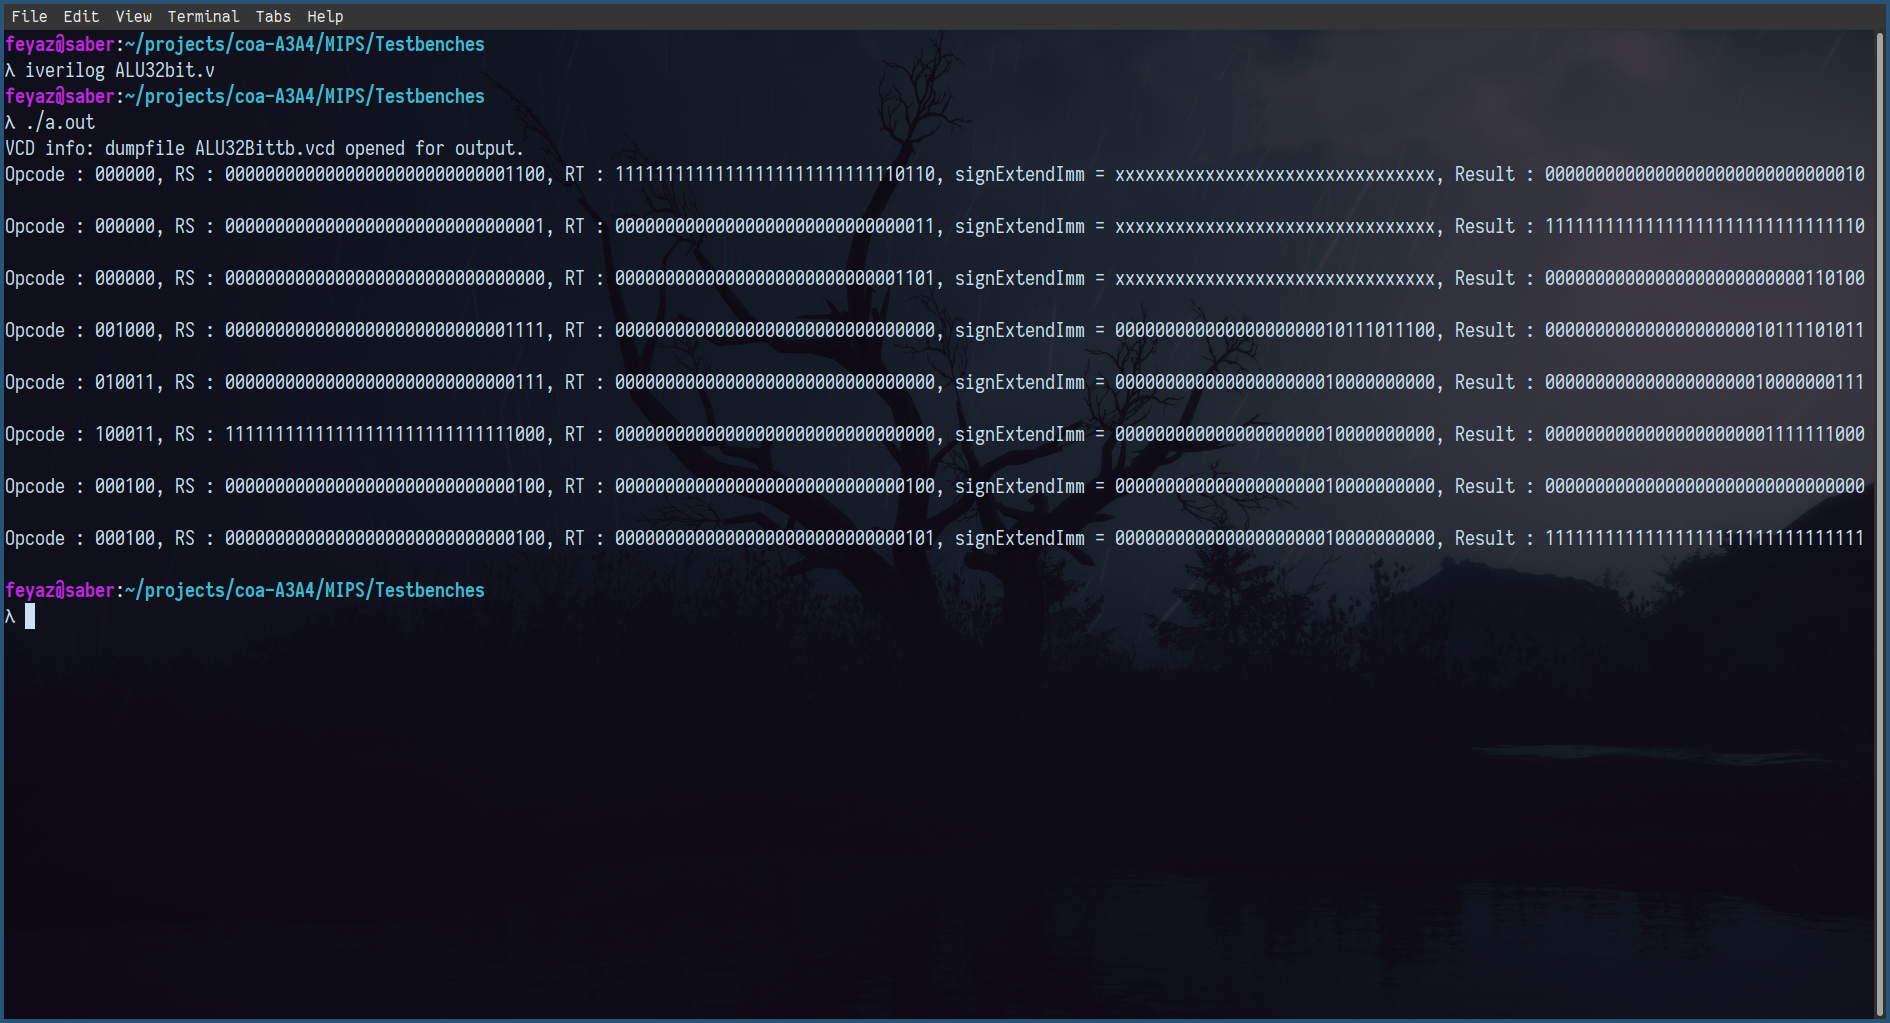 File Edit View Terminal Tabs Help
feyaz@saber:~/projects/coa-A3A4/MIPS/Testbenches
λ iverilog ALU32bit.v
feyaz@saber:~/projects/coa-A3A4/MIPS/Testbenches
λ ./a.out
VCD info: dumpfile ALU32Bittb.vcd opened for output.
Opcode : 000000, RS : 00000000000000000000000000001100, RT : 11111111111111111111111111110110, signExtendImm = xxxxxxxxxxxxxxxxxxxxxxxxxxxxxxxx, Result : 00000000000000000000000000000010
Opcode : 000000, RS : 00000000000000000000000000000001, RT : 00000000000000000000000000000011, signExtendImm = xxxxxxxxxxxxxxxxxxxxxxxxxxxxxxxx, Result : 11111111111111111111111111111110
Opcode : 000000, RS : 00000000000000000000000000000000, RT : 00000000000000000000000000001101, signExtendImm = xxxxxxxxxxxxxxxxxxxxxxxxxxxxxxxx, Result : 00000000000000000000000000110100
Opcode : 001000, RS : 00000000000000000000000000001111, RT : 00000000000000000000000000000000, signExtendImm = 00000000000000000000010111011100, Result : 00000000000000000000010111101011
Opcode : 010011, RS : 00000000000000000000000000000111, RT : 00000000000000000000000000000000, signExtendImm = 00000000000000000000010000000000, Result : 00000000000000000000010000000111
Opcode : 100011, RS : 11111111111111111111111111111000, RT : 00000000000000000000000000000000, signExtendImm = 00000000000000000000010000000000, Result : 00000000000000000000001111111000
Opcode : 000100, RS : 00000000000000000000000000000100, RT : 00000000000000000000000000000100, signExtendImm = 00000000000000000000010000000000, Result : 00000000000000000000000000000000
Opcode : 000100, RS : 00000000000000000000000000000100, RT : 00000000000000000000000000000101, signExtendImm = 00000000000000000000010000000000, Result : 11111111111111111111111111111111
feyaz@saber:~/projects/coa-A3A4/MIPS/Testbenches
λ